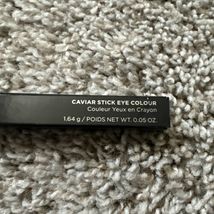 CAVIAR STICK EYE COLOUR
Couleur Yeux en Crayon
1.64 g / POIDS NET WT. 0.05 OZ.